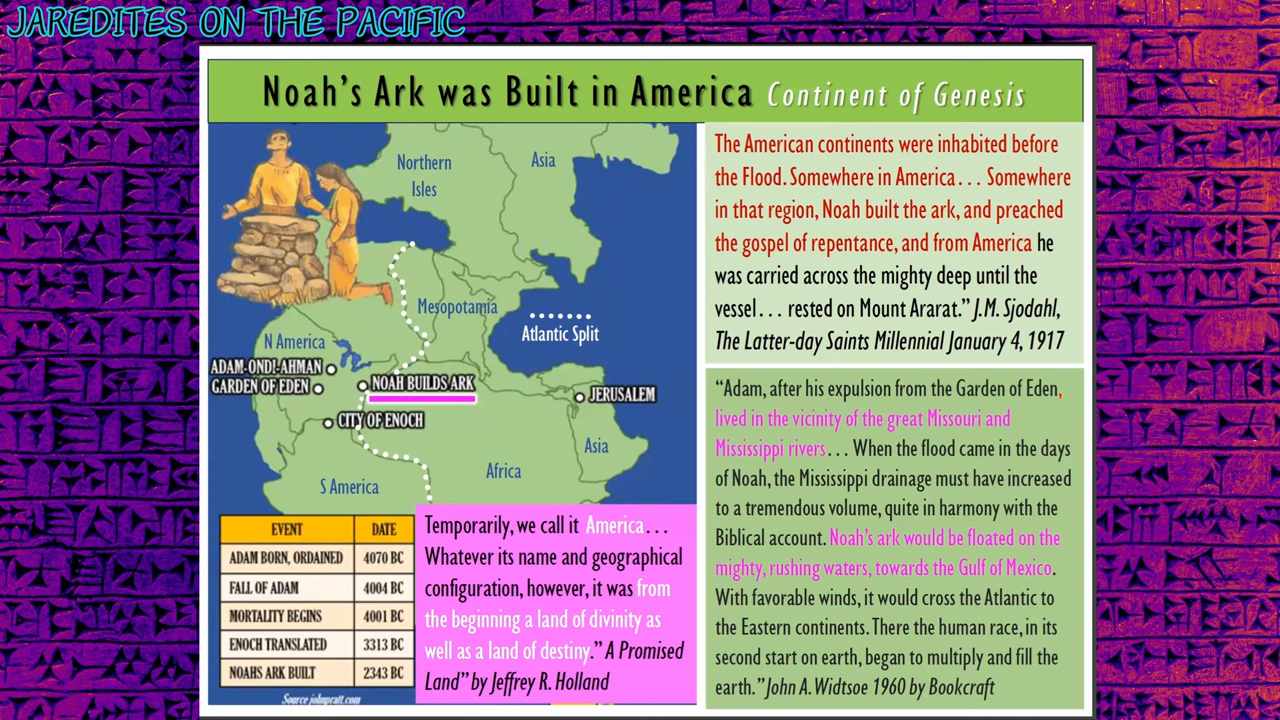 JAREDITES ON THE PACIFIC
Noah's Ark was Built in America Continent of Genesis
Northern
Isles
Asia
Mesopotamia
Atlantic Split
N America
ADAM-ONDI-AHMAN
GARDEN OF EDEN
NOAH BUILDS ARK
JERUSALEM
CITY OF ENOCH
Asia
Africa
S America
The American continents were inhabited before
the Flood. Somewhere in America… Somewhere
in that region, Noah built the ark, and preached
the gospel of repentance, and from America he
was carried across the mighty deep until the
vessel… rested on Mount Ararat." J.M. Sjodahl,
The Latter-day Saints Millennial January 4, 1917
"Adam, after his expulsion from the Garden of Eden,
lived in the vicinity of the great Missouri and
Mississippi rivers… When the flood came in the days
of Noah, the Mississippi drainage must have increased
to a tremendous volume, quite in harmony with the
Biblical account. Noah's ark would be floated on the
mighty, rushing waters, towards the Gulf of Mexico.
With favorable winds, it would cross the Atlantic to
the Eastern continents. There the human race, in its
second start on earth, began to multiply and fill the
earth." John A. Widtsoe 1960 by Bookcraft
EVENT DATE
ADAM BORN, ORDAINED 4070 BC
FALL OF ADAM 4004 BC
MORTALITY BEGINS 4001 BC
ENOCH TRANSLATED 3313 BC
NOAHS ARK BUILT 2343 BC
Source johnpratt.com
Temporarily, we call it America…
Whatever its name and geographical
configuration, however, it was from
the beginning a land of divinity as
well as a land of destiny." A Promised
Land" by Jeffrey R. Holland